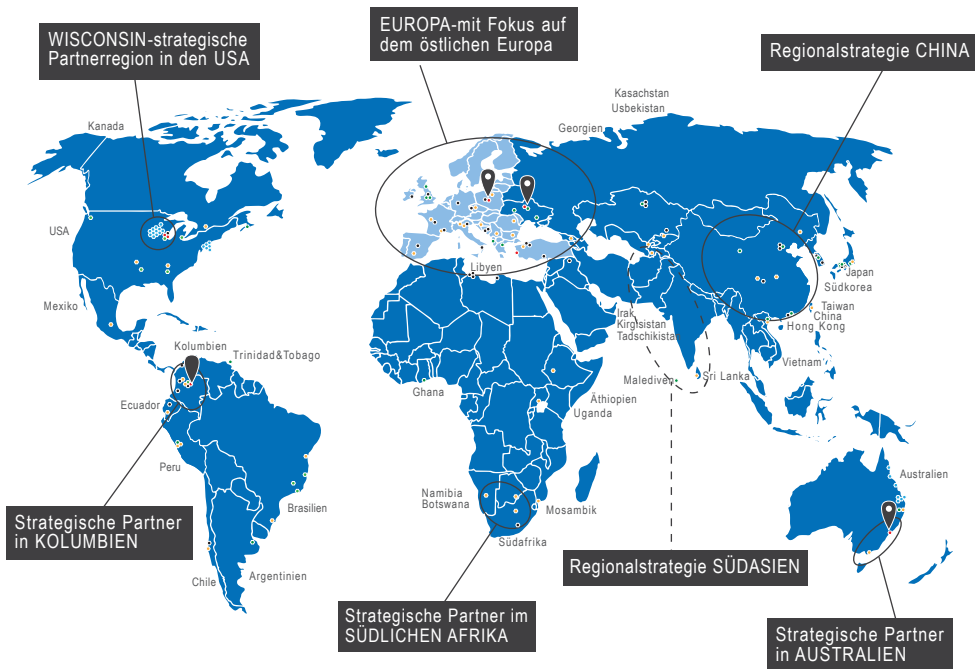 WISCONSIN-strategische
Partnerregion in den USA
EUROPA-mit Fokus auf
dem östlichen Europa
Regionalstrategie CHINA
Kasachstan
Usbekistan
Georgien
Kanada
USA
Mexiko
Libyen
Japan
Südkorea
Taiwan
China
Hong Kong
Vietnam
Irak
Kirgisistan
Tadschikistan
Kolumbien
Trinidad&Tobago
Malediven
Sri Lanka
Ghana
Äthiopien
Uganda
Ecuador
Peru
Brasilien
Namibia
Botswana
Mosambik
Südafrika
Australien
Chile
Argentinien
Strategische Partner
in KOLUMBIEN
Regionalstrategie SÜDASIEN
Strategische Partner im
SÜDLICHEN AFRIKA
Strategische Partner
in AUSTRALIEN